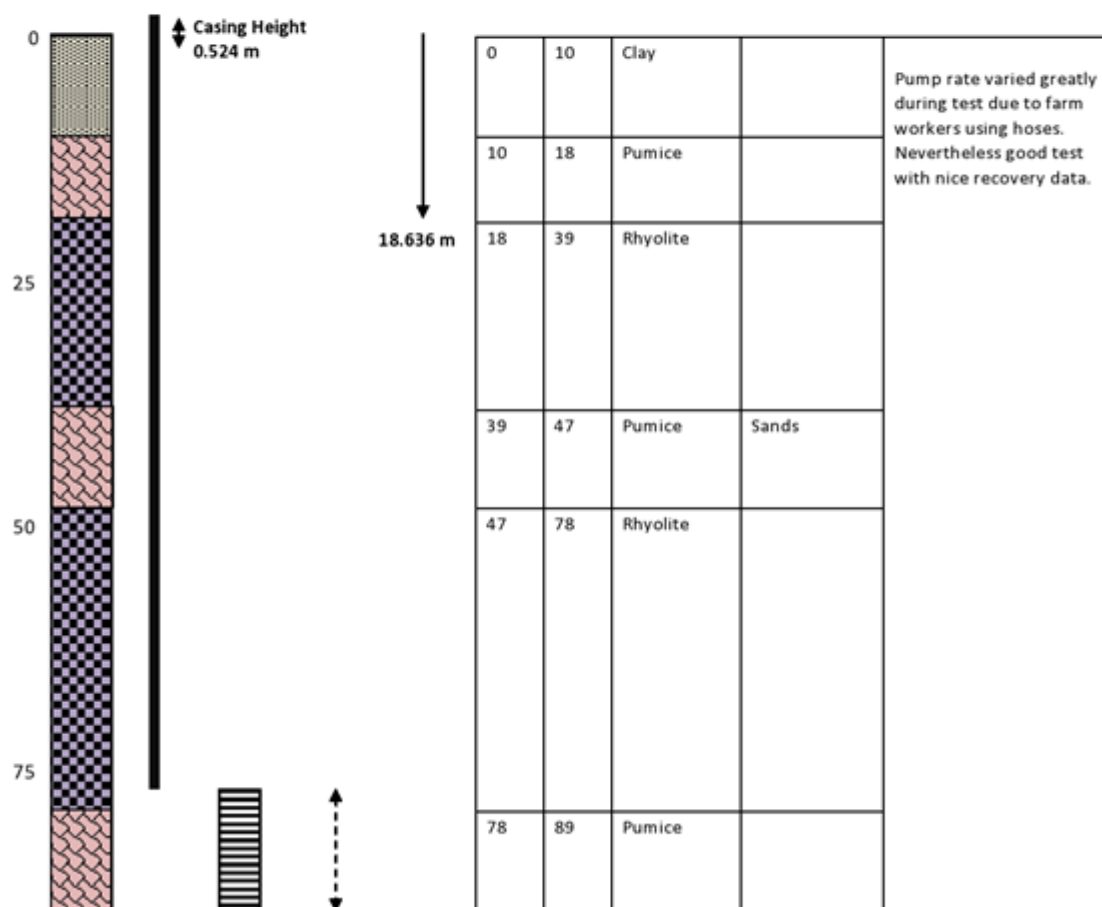 0
25
50
75
Casing Height
0.524 m
18.636 m
0 10 Clay
10 18 Pumice
18 39 Rhyolite
39 47 Pumice Sands
47 78 Rhyolite
78 89 Pumice
Pump rate varied greatly
during test due to farm
workers using hoses.
Nevertheless good test
with nice recovery data.